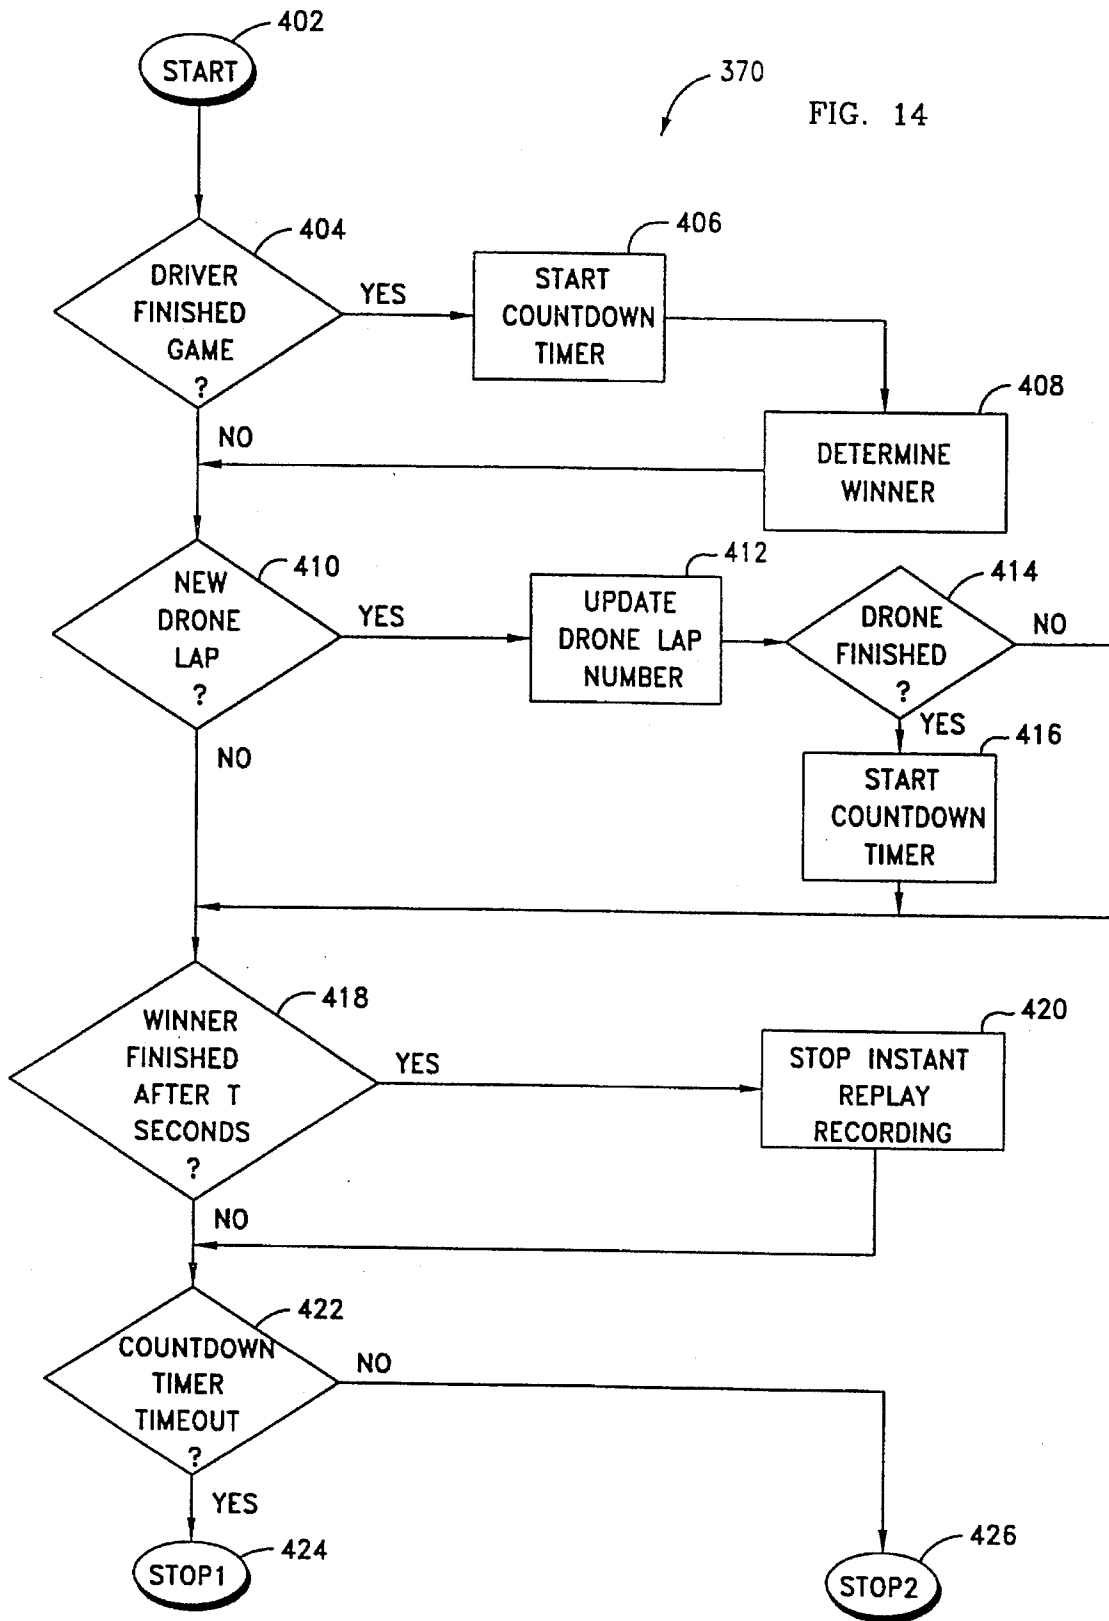 402
START
370
FIG. 14
404
DRIVER
FINISHED
GAME
?
YES
406
START
COUNTDOWN
TIMER
408
DETERMINE
WINNER
NO
410
NEW
DRONE
LAP
?
YES
412
UPDATE
DRONE LAP
NUMBER
414
DRONE
FINISHED
?
NO
YES
416
START
COUNTDOWN
TIMER
NO
418
WINNER
FINISHED
AFTER T
SECONDS
?
YES
420
STOP INSTANT
REPLAY
RECORDING
NO
422
COUNTDOWN
TIMER
TIMEOUT
?
NO
YES
STOP1
424
STOP2
426